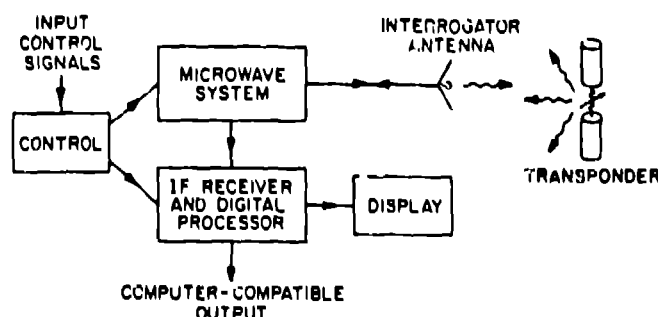 INPUT
CONTROL
SIGNALS
CONTROL
MICROWAVE
SYSTEM
INTERROGATOR
ANTENNA
TRANSPONDER
IF RECEIVER
AND DIGITAL
PROCESSOR
DISPLAY
COMPUTER-COMPATIBLE
OUTPUT